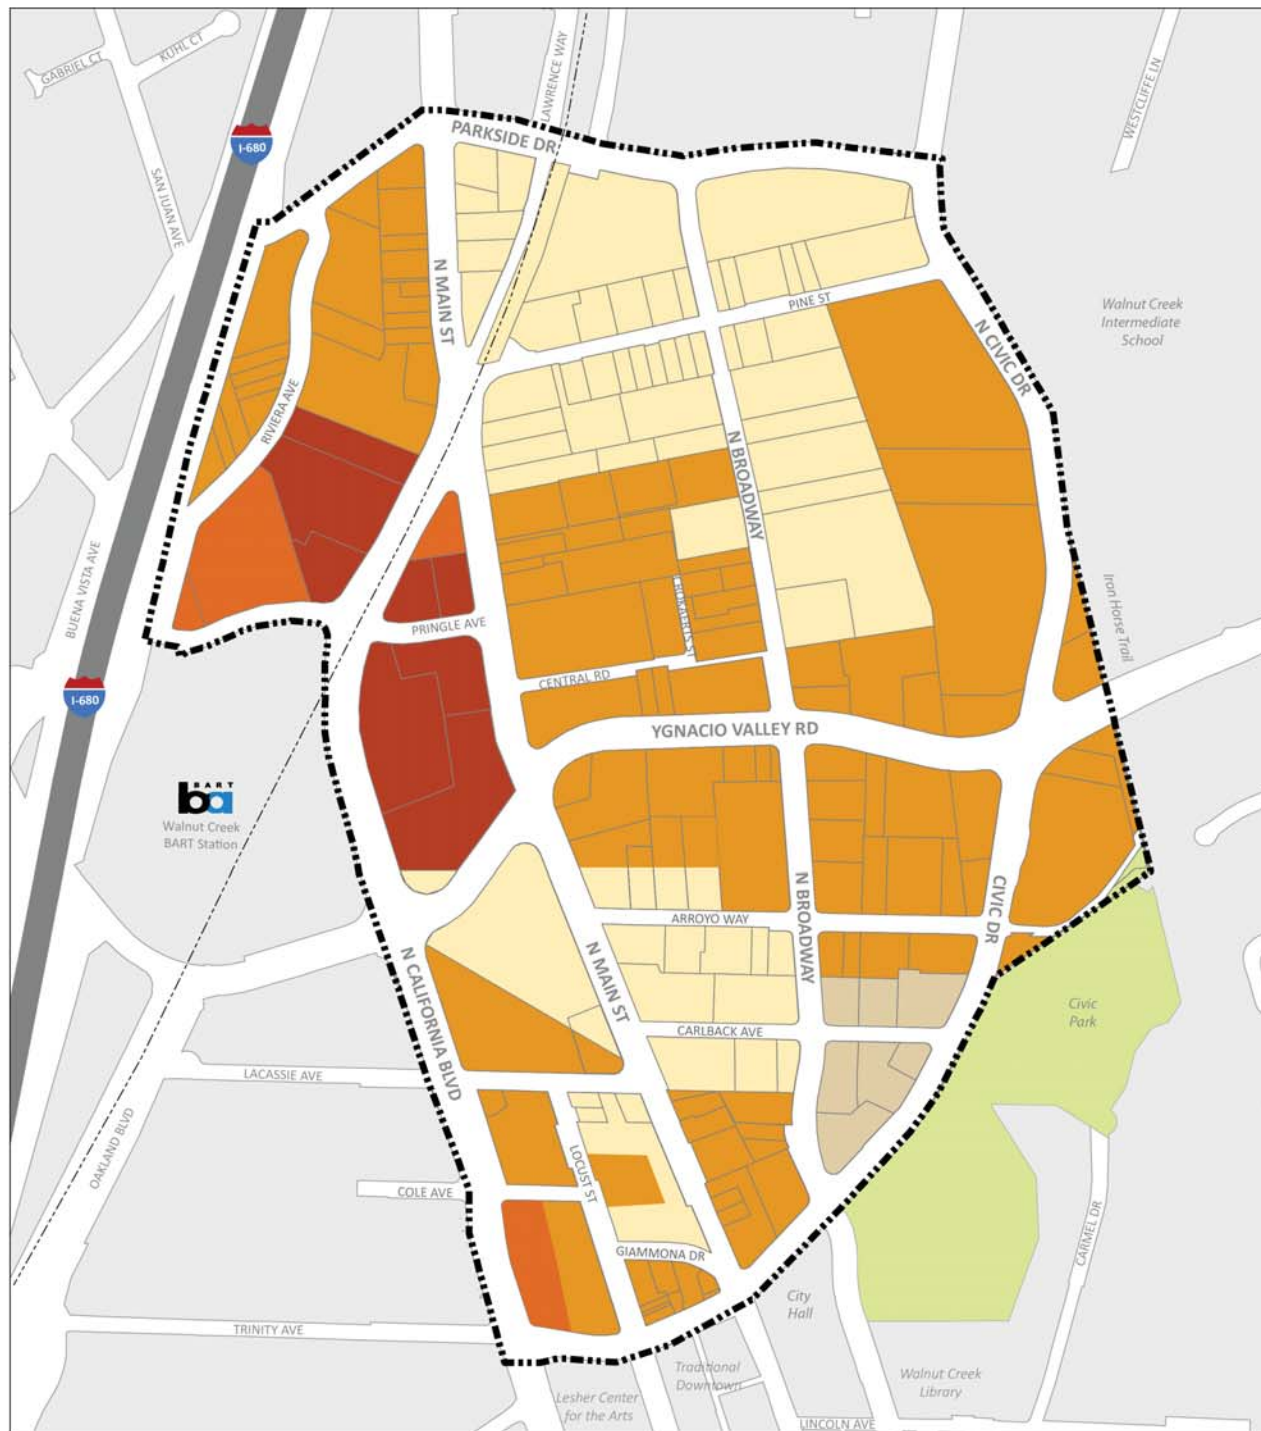 GABRIEL CT
KUHL CT
LAWRENCE WAY
WESTCLIFFE LN
I-680
PARKSIDE DR
SAN JUAN AVE
N MAIN ST
PINE ST
Walnut Creek
Intermediate
School
N CIVIC DR
RIVIERA AVE
N BROADWAY
BUENA VISTA AVE
PRINGLE AVE
Iron Horse Trail
CENTRAL RD
I-680
YGNACIO VALLEY RD
BART
ba
Walnut Creek
BART Station
N BROADWAY
CIVIC DR
ARROYO WAY
N CALIFORNIA BLVD
N MAIN ST
Civic
Park
CARLBACK AVE
LACASSIE AVE
OAKLAND BLVD
LOCUST ST
COLE AVE
CARMEL DR
GIAMMONA DR
City
Hall
TRINITY AVE
Traditional
Downtown
Walnut Creek
Library
Lesher Center
for the Arts
LINCOLN AVE